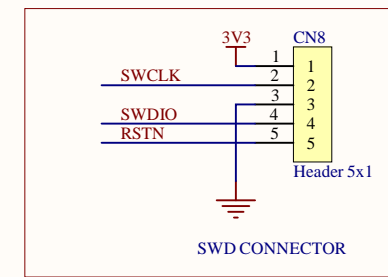 3V3
CN8
1 1
SWCLK 2 2
3 3
SWDIO 4 4
RSTN 5 5
Header 5x1
SWD CONNECTOR